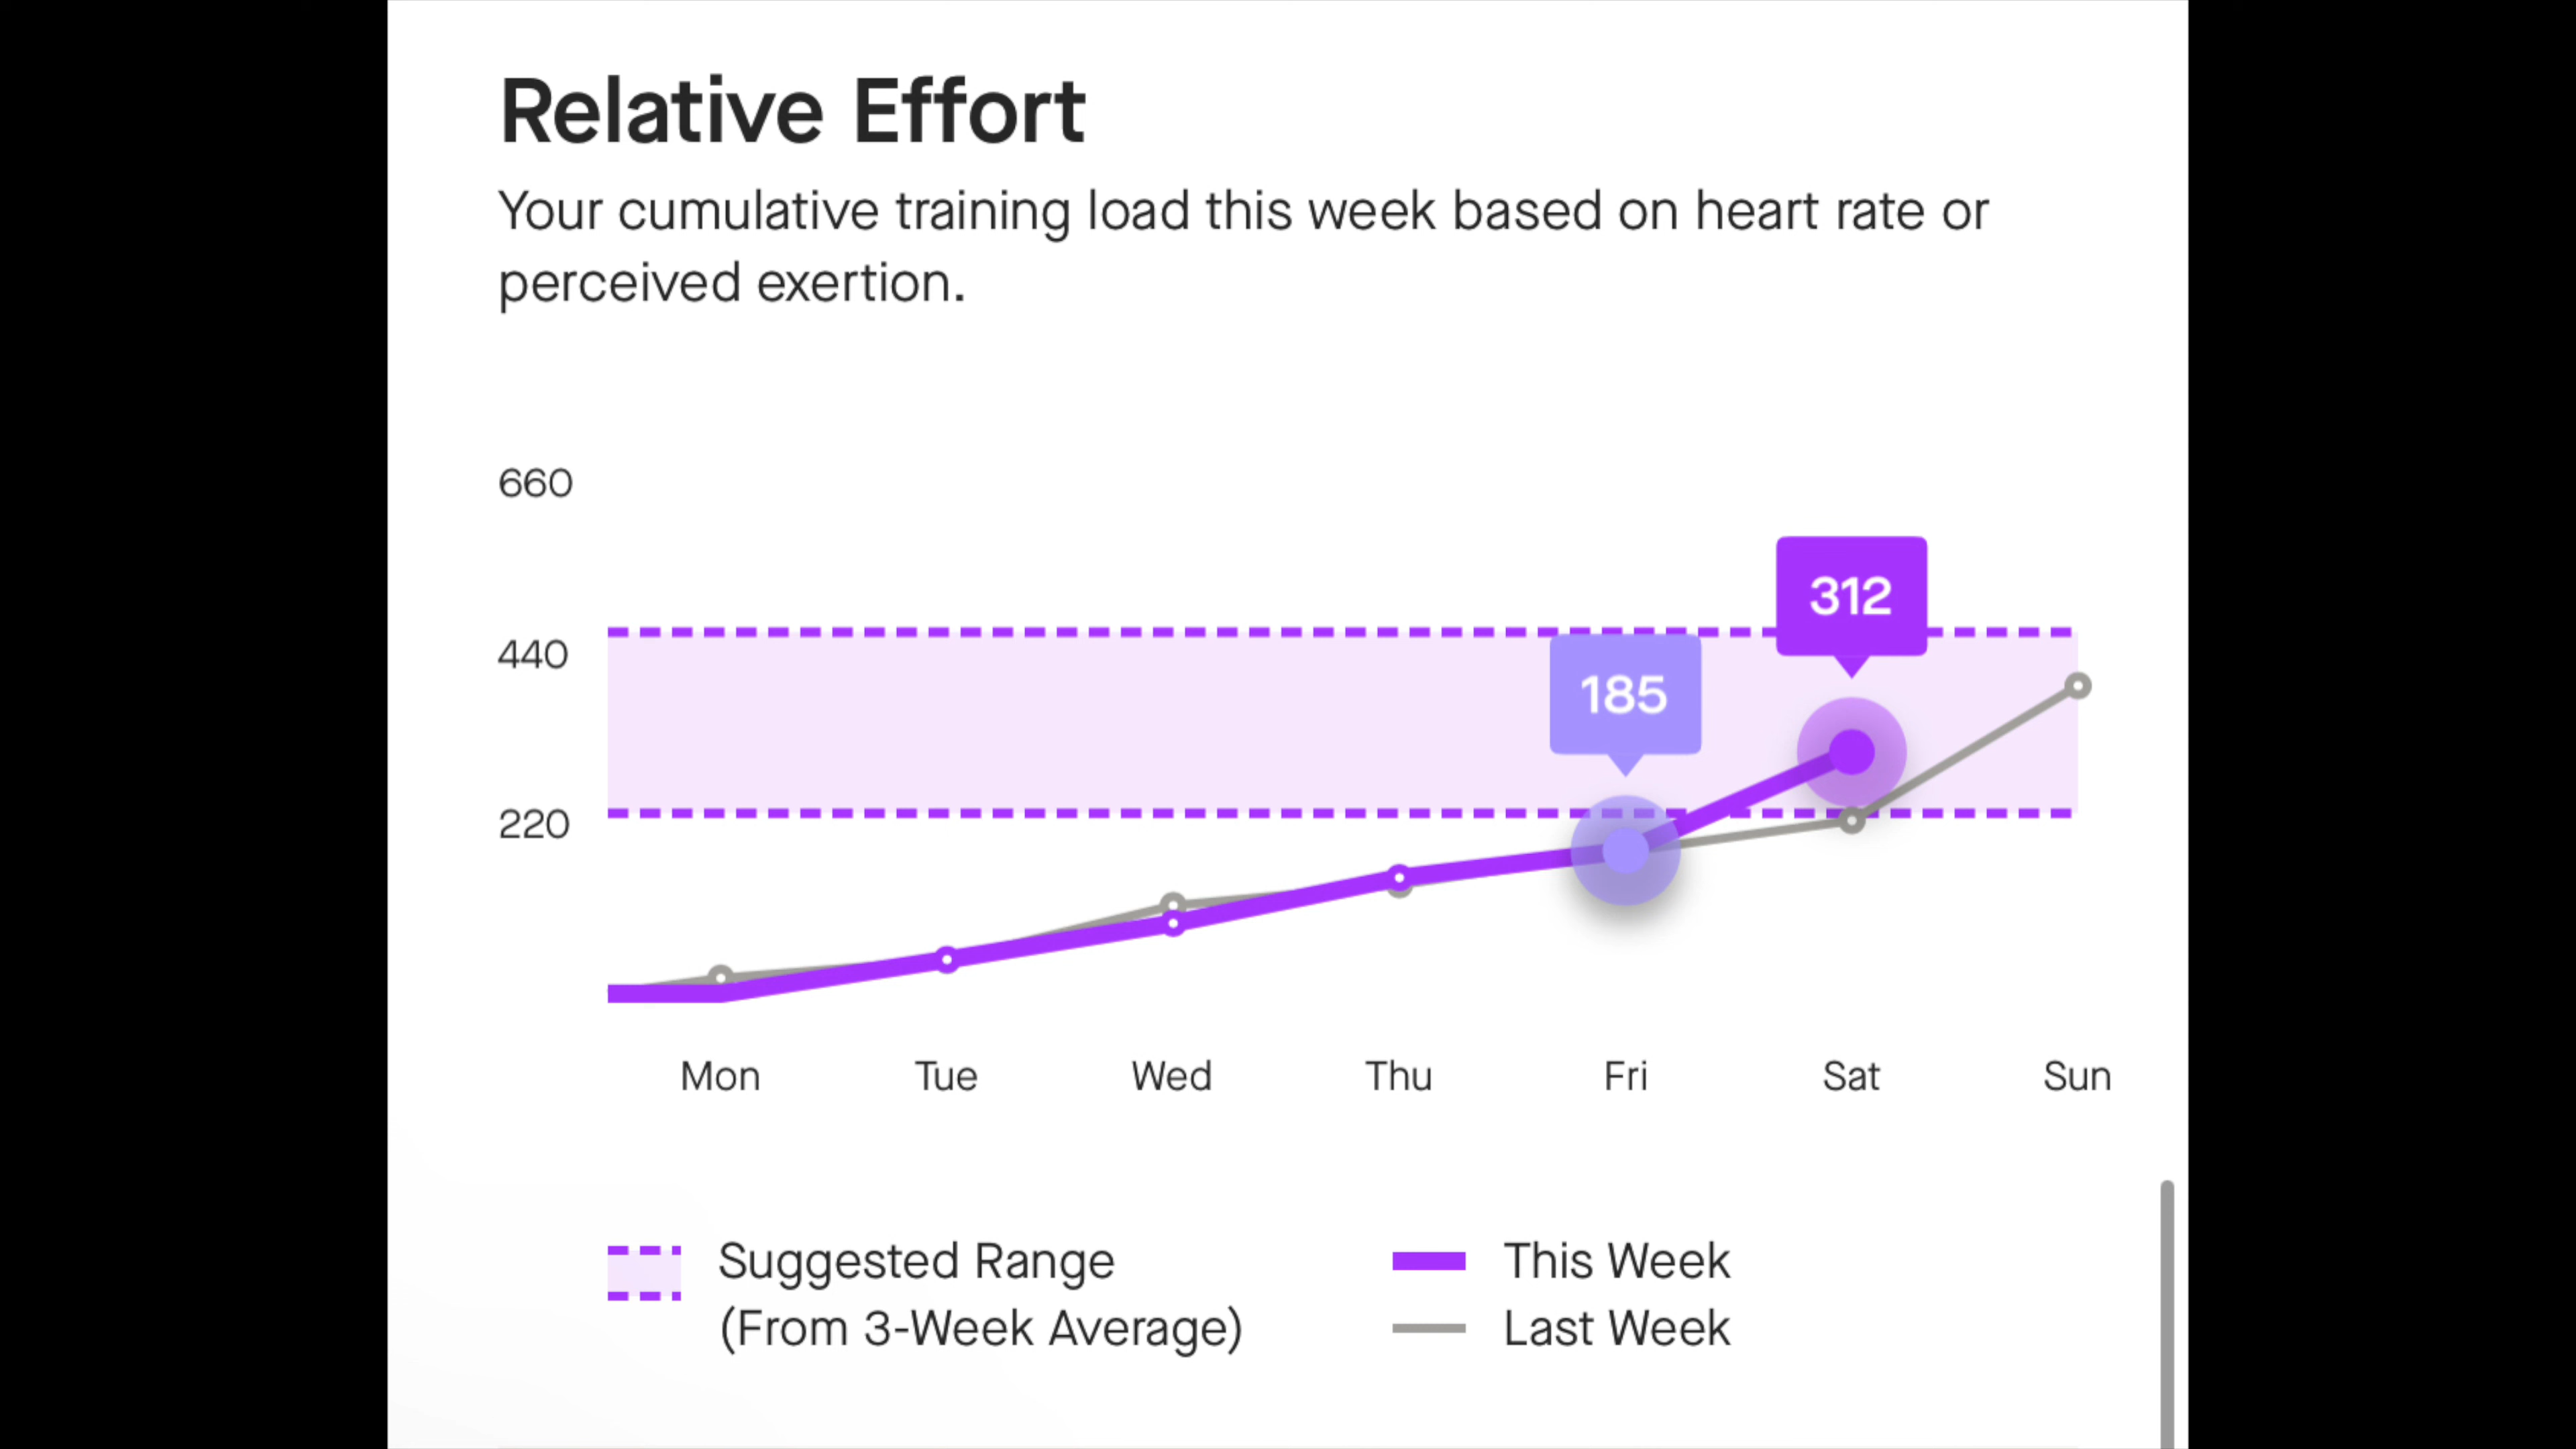 Relative Effort
Your cumulative training load this week based on heart rate or
perceived exertion.
660
440
220
312
185
Mon Tue Wed Thu Fri Sat Sun
Suggested Range
(From 3-Week Average)
This Week
Last Week